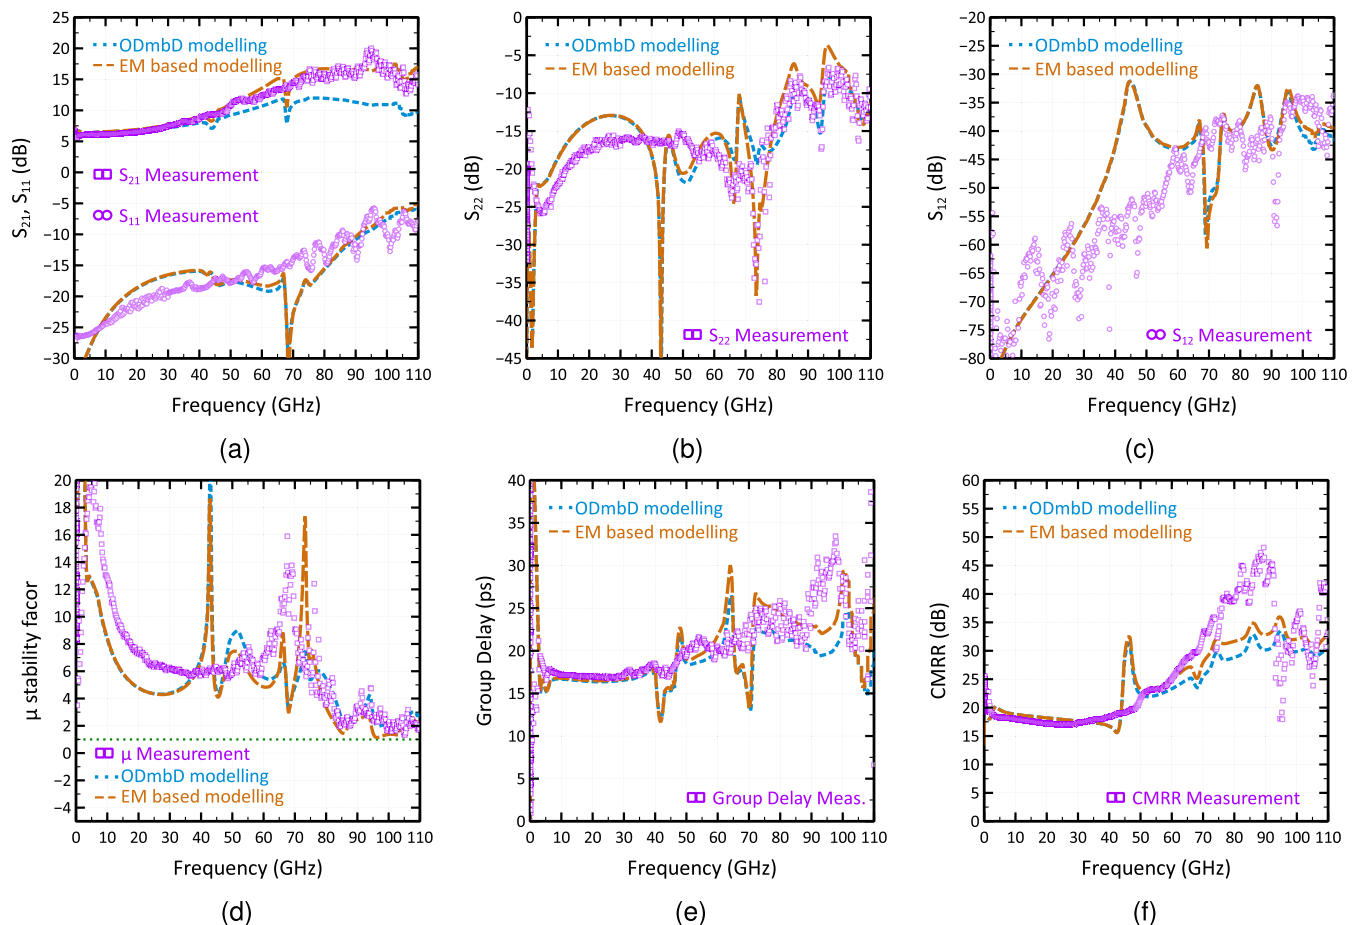 ODmbD modelling
EM based modelling
S21 Measurement
S11 Measurement
S21, S11 (dB)
25
20
15
10
5
0
−5
−10
−15
−20
−25
−30
0 10 20 30 40 50 60 70 80 90 100 110
Frequency (GHz)
(a)
ODmbD modelling
EM based modelling
S22 Measurement
S22 (dB)
−0
−5
−10
−15
−20
−25
−30
−35
−40
−45
0 10 20 30 40 50 60 70 80 90 100 110
Frequency (GHz)
(b)
ODmbD modelling
EM based modelling
S12 Measurement
S12 (dB)
−20
−25
−30
−35
−40
−45
−50
−55
−60
−65
−70
−75
−80
0 10 20 30 40 50 60 70 80 90 100 110
Frequency (GHz)
(c)
μ Measurement
ODmbD modelling
EM based modelling
μ stability facor
20
18
16
14
12
10
8
6
4
2
0
−2
−4
0 10 20 30 40 50 60 70 80 90 100 110
Frequency (GHz)
(d)
ODmbD modelling
EM based modelling
Group Delay Meas.
Group Delay (ps)
40
35
30
25
20
15
10
5
0
0 10 20 30 40 50 60 70 80 90 100 110
Frequency (GHz)
(e)
ODmbD modelling
EM based modelling
CMRR Measurement
CMRR (dB)
60
55
50
45
40
35
30
25
20
15
10
5
0
0 10 20 30 40 50 60 70 80 90 100 110
Frequency (GHz)
(f)